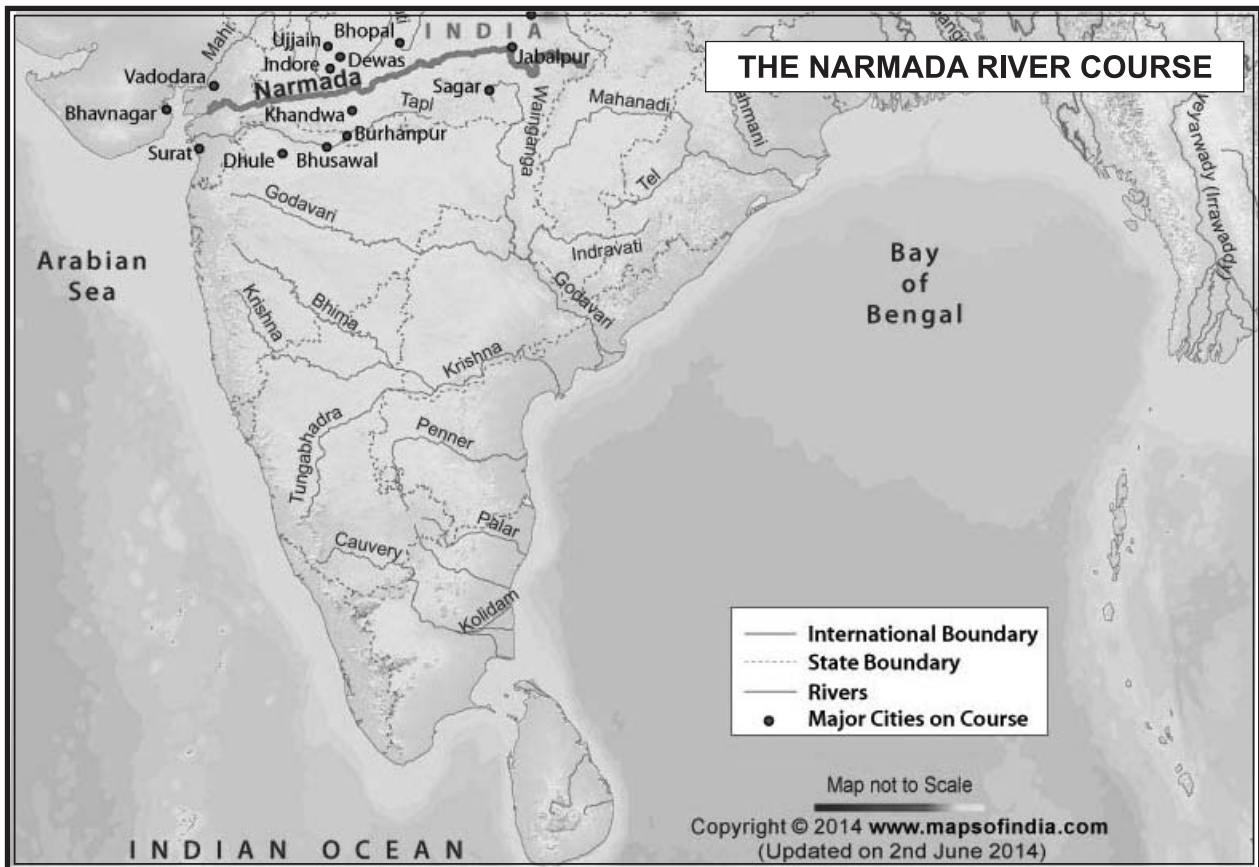 THE NARMADA RIVER COURSE
INDIA
Mahi
Ujjain
Bhopal
Indore
Dewas
Jabalpur
Vadodara
Narmada
Sagar
Bhavnagar
Khandwa
Tapi
Wainganga
Mahanadi
ahmani
Burhanpur
Surat
Dhule
Bhusawal
Tel
Godavari
Indravati
Godavari
Arabian
Sea
Bay
of
Bengal
eyarwady (Irrawaddy)
Krishna
Bhima
Krishna
Tungabhadra
Penner
Palar
Cauvery
Kolidam
International Boundary
State Boundary
Rivers
Major Cities on Course
Map not to Scale
Copyright © 2014 www.mapsofindia.com
(Updated on 2nd June 2014)
INDIAN OCEAN